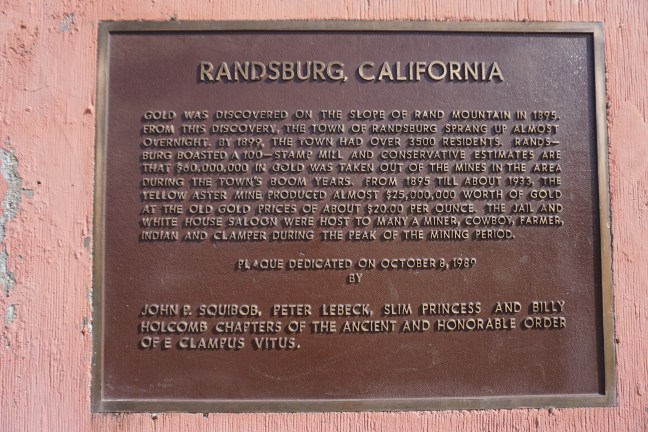 RANDSBURG, CALIFORNIA
GOLD WAS DISCOVERED ON THE SLOPE OF RAND MOUNTAIN IN 1895.
FROM THIS DISCOVERY, THE TOWN OF RANDSBURG SPRANG UP ALMOST
OVERNIGHT. BY 1899, THE TOWN HAD OVER 3500 RESIDENTS. RANDS-
BURG BOASTED A 100-STAMP MILL AND CONSERVATIVE ESTIMATES ARE
THAT $60,000,000 IN GOLD WAS TAKEN OUT OF THE MINES IN THE AREA
DURING THE TOWN'S BOOM YEARS. FROM 1895 TILL ABOUT 1933, THE
YELLOW ASTER MINE PRODUCED ALMOST $25,000,000 WORTH OF GOLD
AT THE OLD GOLD PRICES OF ABOUT $20.00 PER OUNCE. THE JAIL AND
WHITE HOUSE SALOON WERE HOST TO MANY A MINER, COWBOY, FARMER,
INDIAN AND CLAMPER DURING THE PEAK OF THE MINING PERIOD.
PLAQUE DEDICATED ON OCTOBER 8, 1989
BY
JOHN P. SQUIBOB, PETER LEBECK, SLIM PRINCESS AND BILLY
HOLCOMB CHAPTERS OF THE ANCIENT AND HONORABLE ORDER
OF E CLAMPUS VITUS.